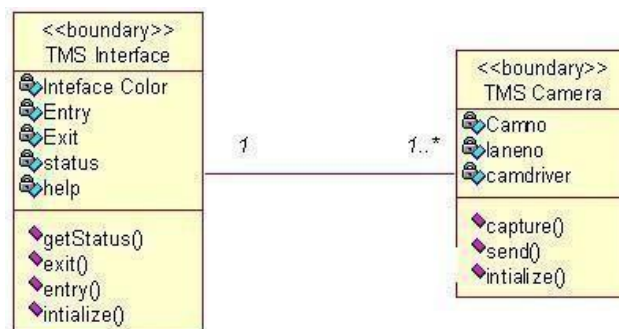 <<boundary>>
TMS Interface
Inteface Color
Entry
Exit
status
help
getStatus()
exit()
entry()
intialize()
1
1..*
<<boundary>>
TMS Camera
Camno
laneno
camdriver
capture()
send()
intialize()